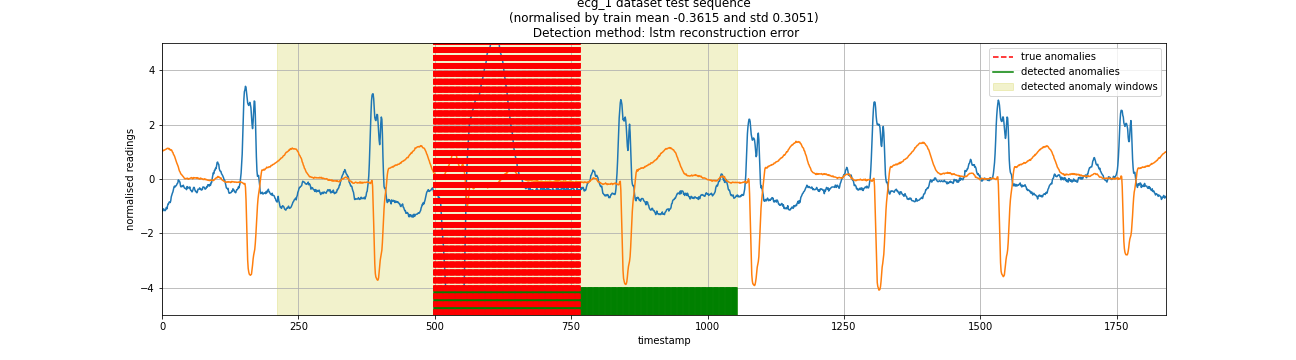 ecg_1 dataset test sequence
(normalised by train mean -0.3615 and std 0.3051)
Detection method: lstm reconstruction error
true anomalies
detected anomalies
detected anomaly windows
normalised readings
4
2
0
−2
−4
0 250 500 750 1000 1250 1500 1750
timestamp